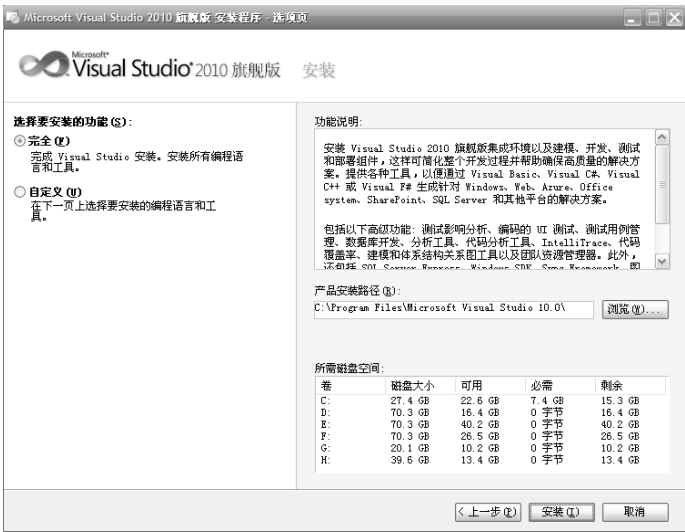 Microsoft Visual Studio 2010 旗舰版 安装程序 - 选项页
Microsoft
Visual Studio 2010 旗舰版 安装
选择要安装的功能(S):
完全(F)
完成 Visual Studio 安装。安装所有编程语
言和工具。
自定义(U)
在下一页上选择要安装的编程语言和工
具。
功能说明:
安装 Visual Studio 2010 旗舰版集成环境以及建模、开发、测试
和部署组件，这样可简化整个开发过程并帮助确保高质量的解决方
案。提供各种工具，以便通过 Visual Basic、Visual C#、Visual
C++ 或 Visual F# 生成针对 Windows、Web、Azure、Office
system、SharePoint、SQL Server 和其他平台的解决方案。
包括以下高级功能: 测试影响分析、编码的 UI 测试、测试用例管
理、数据库开发、分析工具、代码分析工具、IntelliTrace、代码
覆盖率、建模和体系结构关系图工具以及团队资源管理器。此外，
还包括 SQL Server Express、Windows SDK、Sync Framework、图
产品安装路径(R):
C:\Program Files\Microsoft Visual Studio 10.0\
浏览(W)...
所需磁盘空间:
卷 磁盘大小 可用 必需 剩余
C: 27.4 GB 22.6 GB 7.4 GB 15.3 GB
D: 70.3 GB 16.4 GB 0 字节 16.4 GB
E: 70.3 GB 40.2 GB 0 字节 40.2 GB
F: 70.3 GB 26.5 GB 0 字节 26.5 GB
G: 20.1 GB 10.2 GB 0 字节 10.2 GB
H: 39.6 GB 13.4 GB 0 字节 13.4 GB
< 上一步(P) 安装(I) 取消